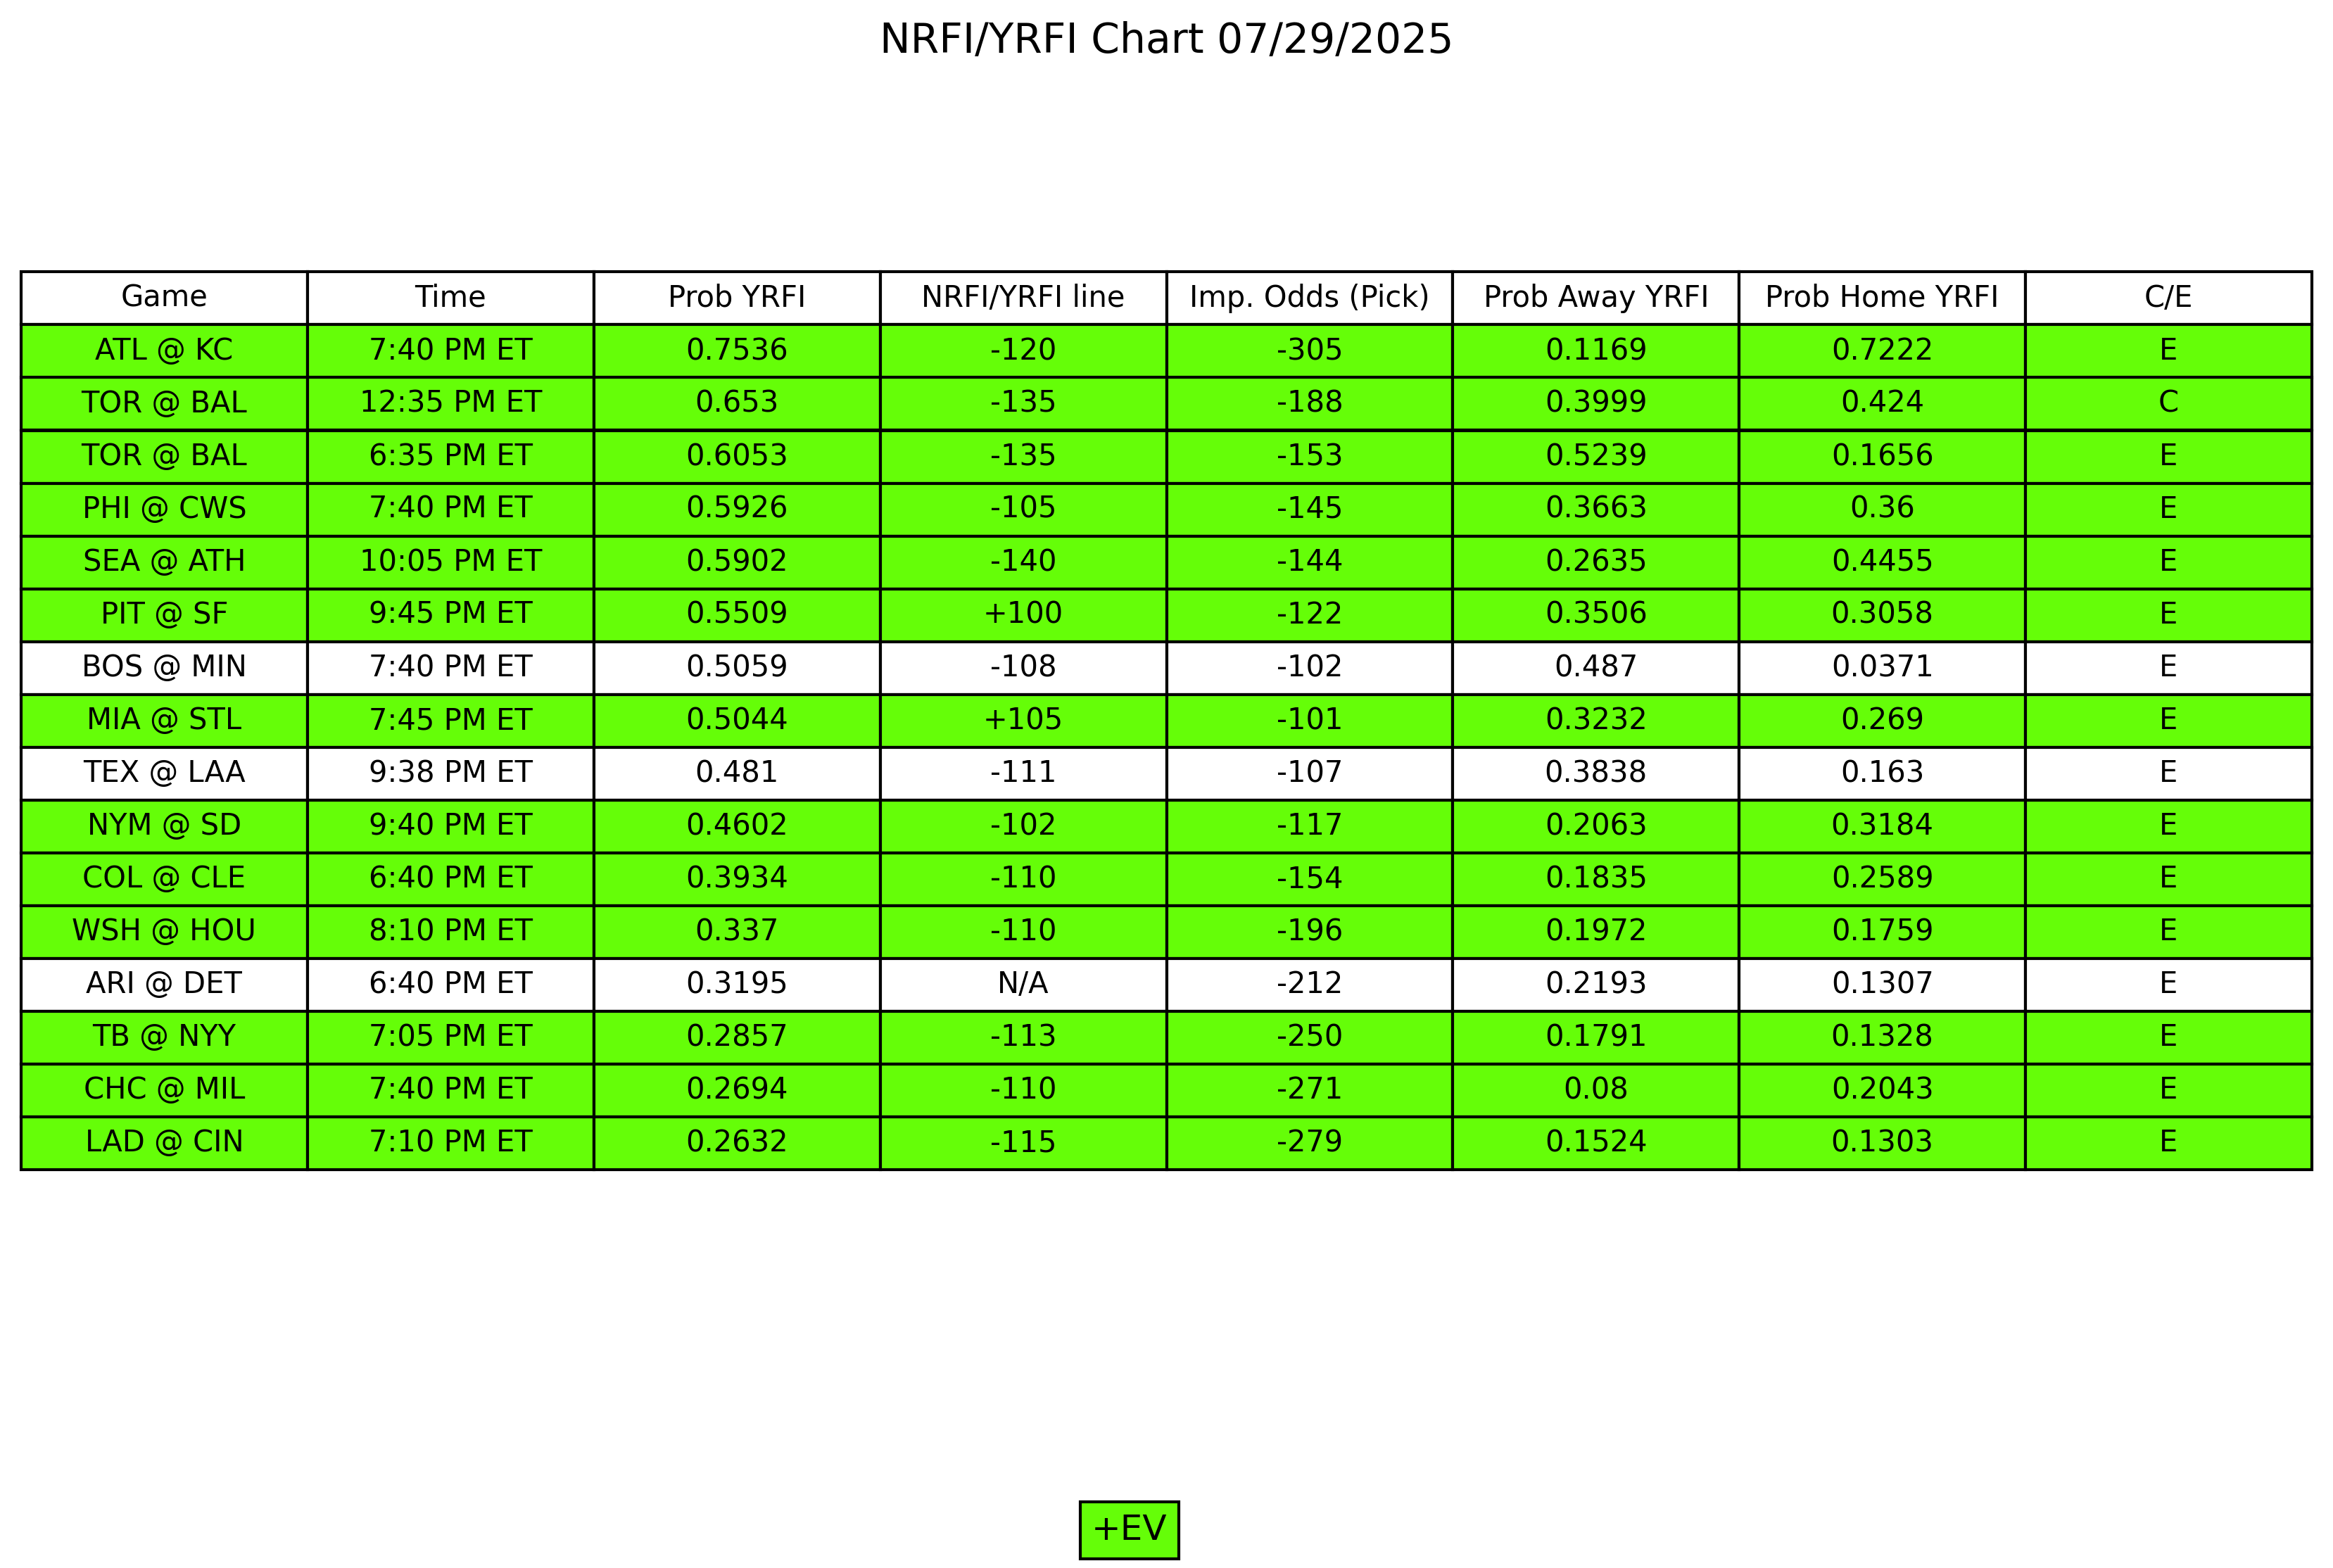 NRFI/YRFI Chart 07/29/2025
Game Time Prob YRFI NRFI/YRFI line Imp. Odds (Pick) Prob Away YRFI Prob Home YRFI C/E
ATL @ KC 7:40 PM ET 0.7536 -120 -305 0.1169 0.7222 E
TOR @ BAL 12:35 PM ET 0.653 -135 -188 0.3999 0.424 C
TOR @ BAL 6:35 PM ET 0.6053 -135 -153 0.5239 0.1656 E
PHI @ CWS 7:40 PM ET 0.5926 -105 -145 0.3663 0.36 E
SEA @ ATH 10:05 PM ET 0.5902 -140 -144 0.2635 0.4455 E
PIT @ SF 9:45 PM ET 0.5509 +100 -122 0.3506 0.3058 E
BOS @ MIN 7:40 PM ET 0.5059 -108 -102 0.487 0.0371 E
MIA @ STL 7:45 PM ET 0.5044 +105 -101 0.3232 0.269 E
TEX @ LAA 9:38 PM ET 0.481 -111 -107 0.3838 0.163 E
NYM @ SD 9:40 PM ET 0.4602 -102 -117 0.2063 0.3184 E
COL @ CLE 6:40 PM ET 0.3934 -110 -154 0.1835 0.2589 E
WSH @ HOU 8:10 PM ET 0.337 -110 -196 0.1972 0.1759 E
ARI @ DET 6:40 PM ET 0.3195 N/A -212 0.2193 0.1307 E
TB @ NYY 7:05 PM ET 0.2857 -113 -250 0.1791 0.1328 E
CHC @ MIL 7:40 PM ET 0.2694 -110 -271 0.08 0.2043 E
LAD @ CIN 7:10 PM ET 0.2632 -115 -279 0.1524 0.1303 E
+EV